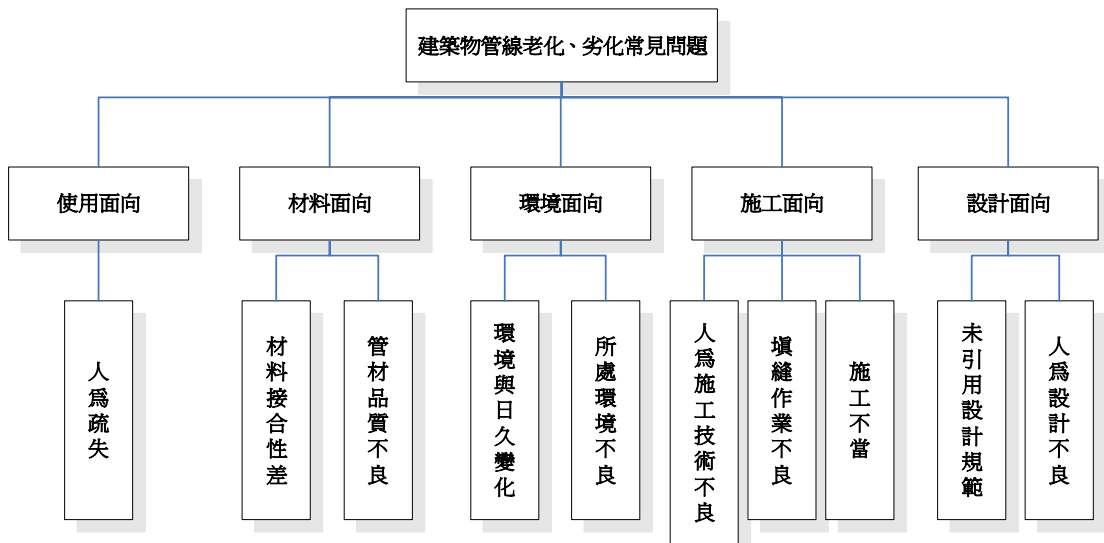 建築物管線老化、劣化常見問題
使用面向
材料面向
環境面向
施工面向
設計面向
人為疏失
材料接合性差
管材品質不良
環境與日久變化
所處環境不良
人為施工技術不良
填縫作業不良
施工不當
未引用設計規範
人為設計不良